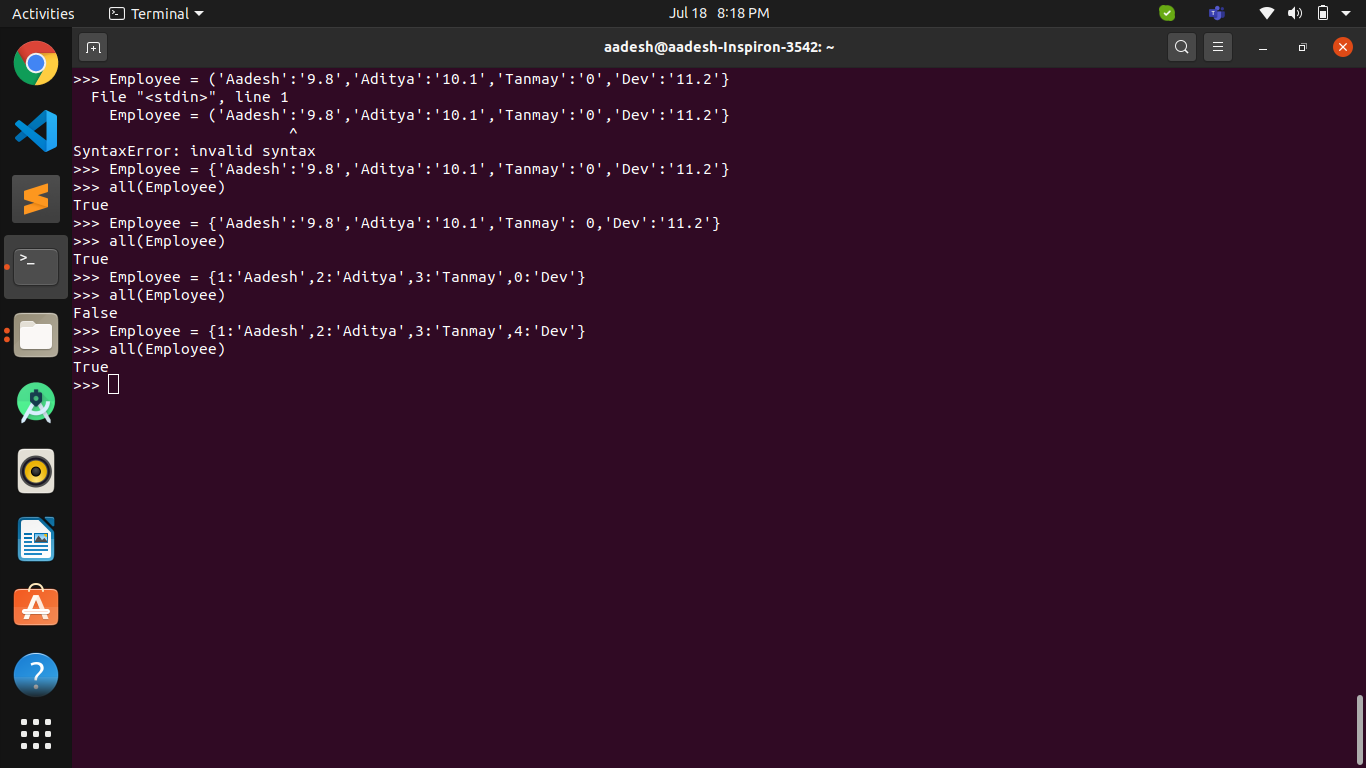 Activities Terminal Jul 18 8:18 PM
aadesh@aadesh-Inspiron-3542: ~
>>> Employee = ('Aadesh':'9.8','Aditya':'10.1','Tanmay':'0','Dev':'11.2'}
  File "<stdin>", line 1
    Employee = ('Aadesh':'9.8','Aditya':'10.1','Tanmay':'0','Dev':'11.2'}
                        ^
SyntaxError: invalid syntax
>>> Employee = {'Aadesh':'9.8','Aditya':'10.1','Tanmay':'0','Dev':'11.2'}
>>> all(Employee)
True
>>> Employee = {'Aadesh':'9.8','Aditya':'10.1','Tanmay': 0,'Dev':'11.2'}
>>> all(Employee)
True
>>> Employee = {1:'Aadesh',2:'Aditya',3:'Tanmay',0:'Dev'}
>>> all(Employee)
False
>>> Employee = {1:'Aadesh',2:'Aditya',3:'Tanmay',4:'Dev'}
>>> all(Employee)
True
>>>